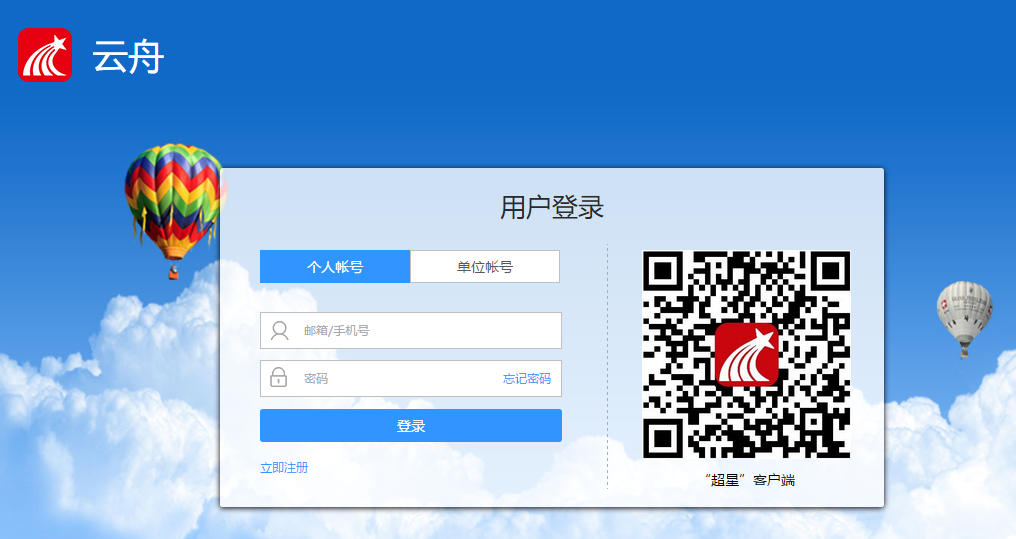 云舟
用户登录
个人帐号 单位帐号
邮箱/手机号
密码 忘记密码
登录
立即注册
“超星”客户端